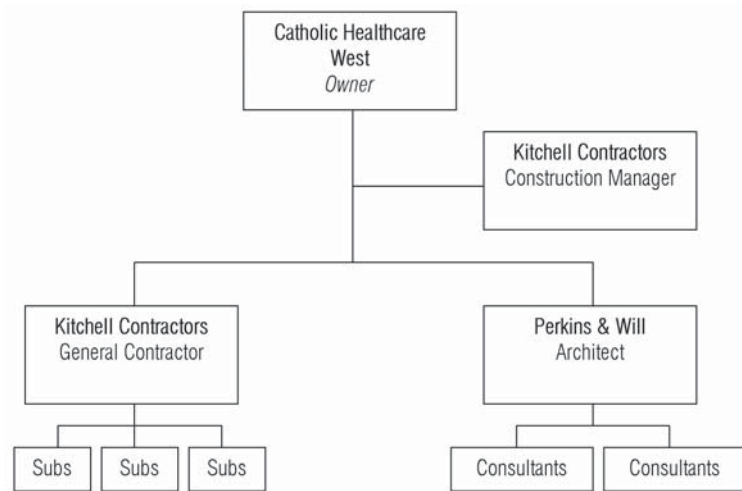 Catholic Healthcare
West
Owner
Kitchell Contractors
Construction Manager
Kitchell Contractors
General Contractor
Perkins & Will
Architect
Subs
Subs
Subs
Consultants
Consultants